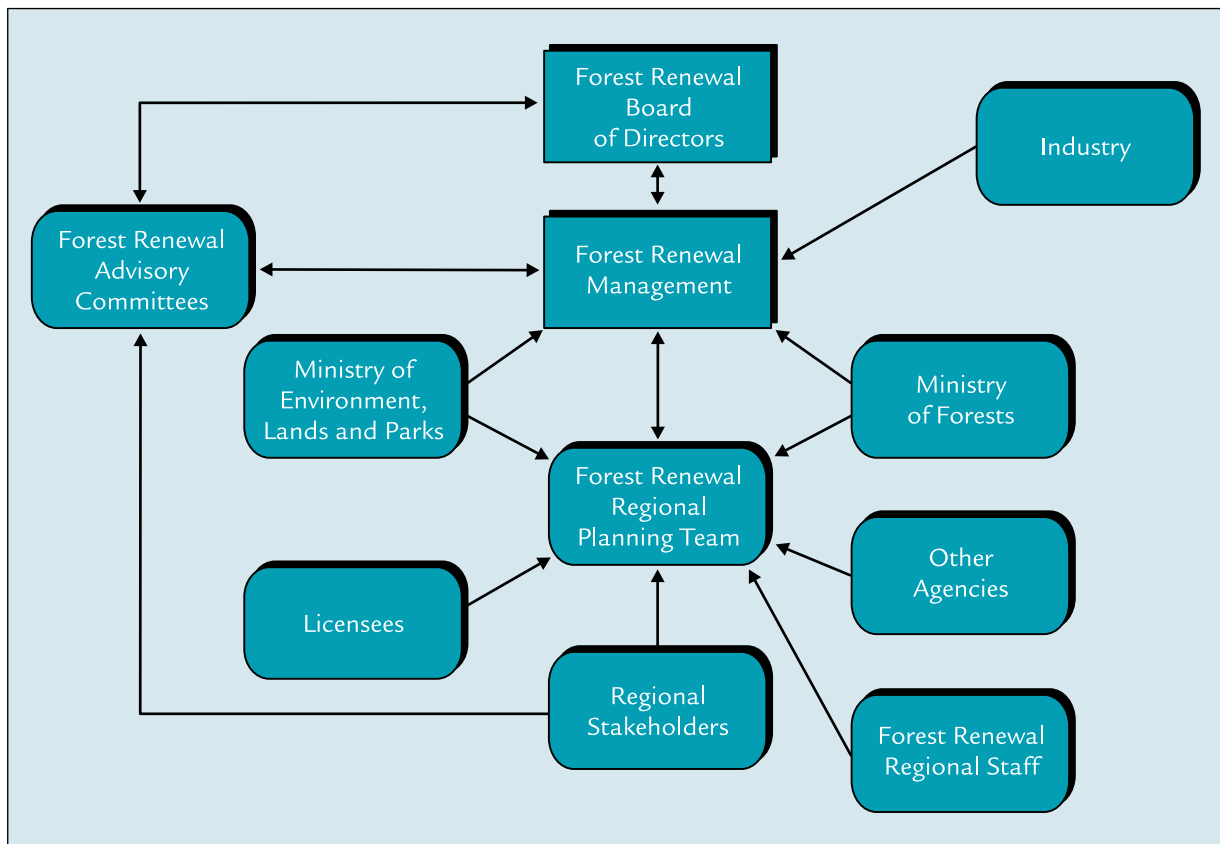 Forest Renewal
Board
of Directors
Industry
Forest Renewal
Advisory
Committees
Forest Renewal
Management
Ministry of
Environment,
Lands and Parks
Ministry
of Forests
Forest Renewal
Regional
Planning Team
Other
Agencies
Licensees
Regional
Stakeholders
Forest Renewal
Regional Staff